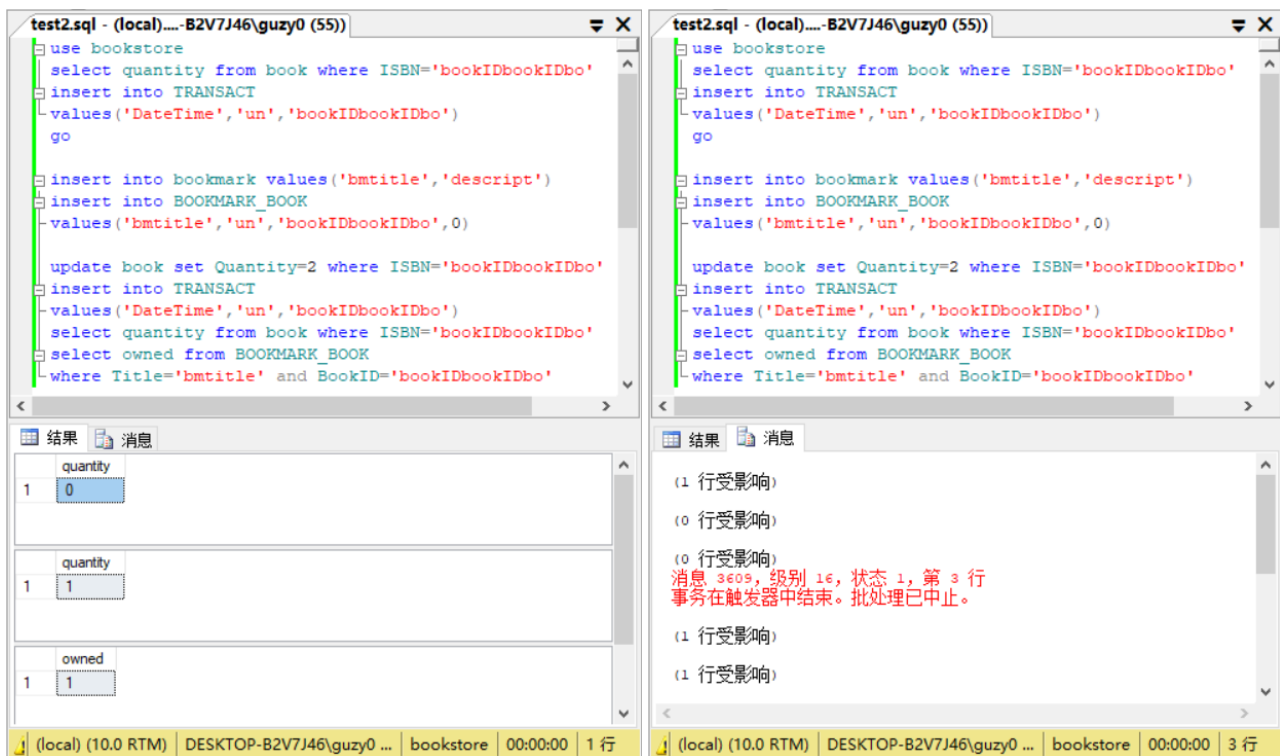 test2.sql - (local)....-B2V7J46\guzy0 (55))
use bookstore
select quantity from book where ISBN='bookIDbookIDbo'
insert into TRANSACT
values('DateTime','un','bookIDbookIDbo')
go
insert into bookmark values('bmtitle','descript')
insert into BOOKMARK_BOOK
values('bmtitle','un','bookIDbookIDbo',0)
update book set Quantity=2 where ISBN='bookIDbookIDbo'
insert into TRANSACT
values('DateTime','un','bookIDbookIDbo')
select quantity from book where ISBN='bookIDbookIDbo'
select owned from BOOKMARK_BOOK
where Title='bmtitle' and BookID='bookIDbookIDbo'
结果 消息
quantity
1 0
quantity
1 1
owned
1 1
(local) (10.0 RTM) DESKTOP-B2V7J46\guzy0 ... bookstore 00:00:00 1 行
test2.sql - (local)....-B2V7J46\guzy0 (55))
use bookstore
select quantity from book where ISBN='bookIDbookIDbo'
insert into TRANSACT
values('DateTime','un','bookIDbookIDbo')
go
insert into bookmark values('bmtitle','descript')
insert into BOOKMARK_BOOK
values('bmtitle','un','bookIDbookIDbo',0)
update book set Quantity=2 where ISBN='bookIDbookIDbo'
insert into TRANSACT
values('DateTime','un','bookIDbookIDbo')
select quantity from book where ISBN='bookIDbookIDbo'
select owned from BOOKMARK_BOOK
where Title='bmtitle' and BookID='bookIDbookIDbo'
结果 消息
(1 行受影响)
(0 行受影响)
(0 行受影响)
消息 3609，级别 16，状态 1，第 3 行
事务在触发器中结束。批处理已中止。
(1 行受影响)
(1 行受影响)
(local) (10.0 RTM) DESKTOP-B2V7J46\guzy0 ... bookstore 00:00:00 3 行